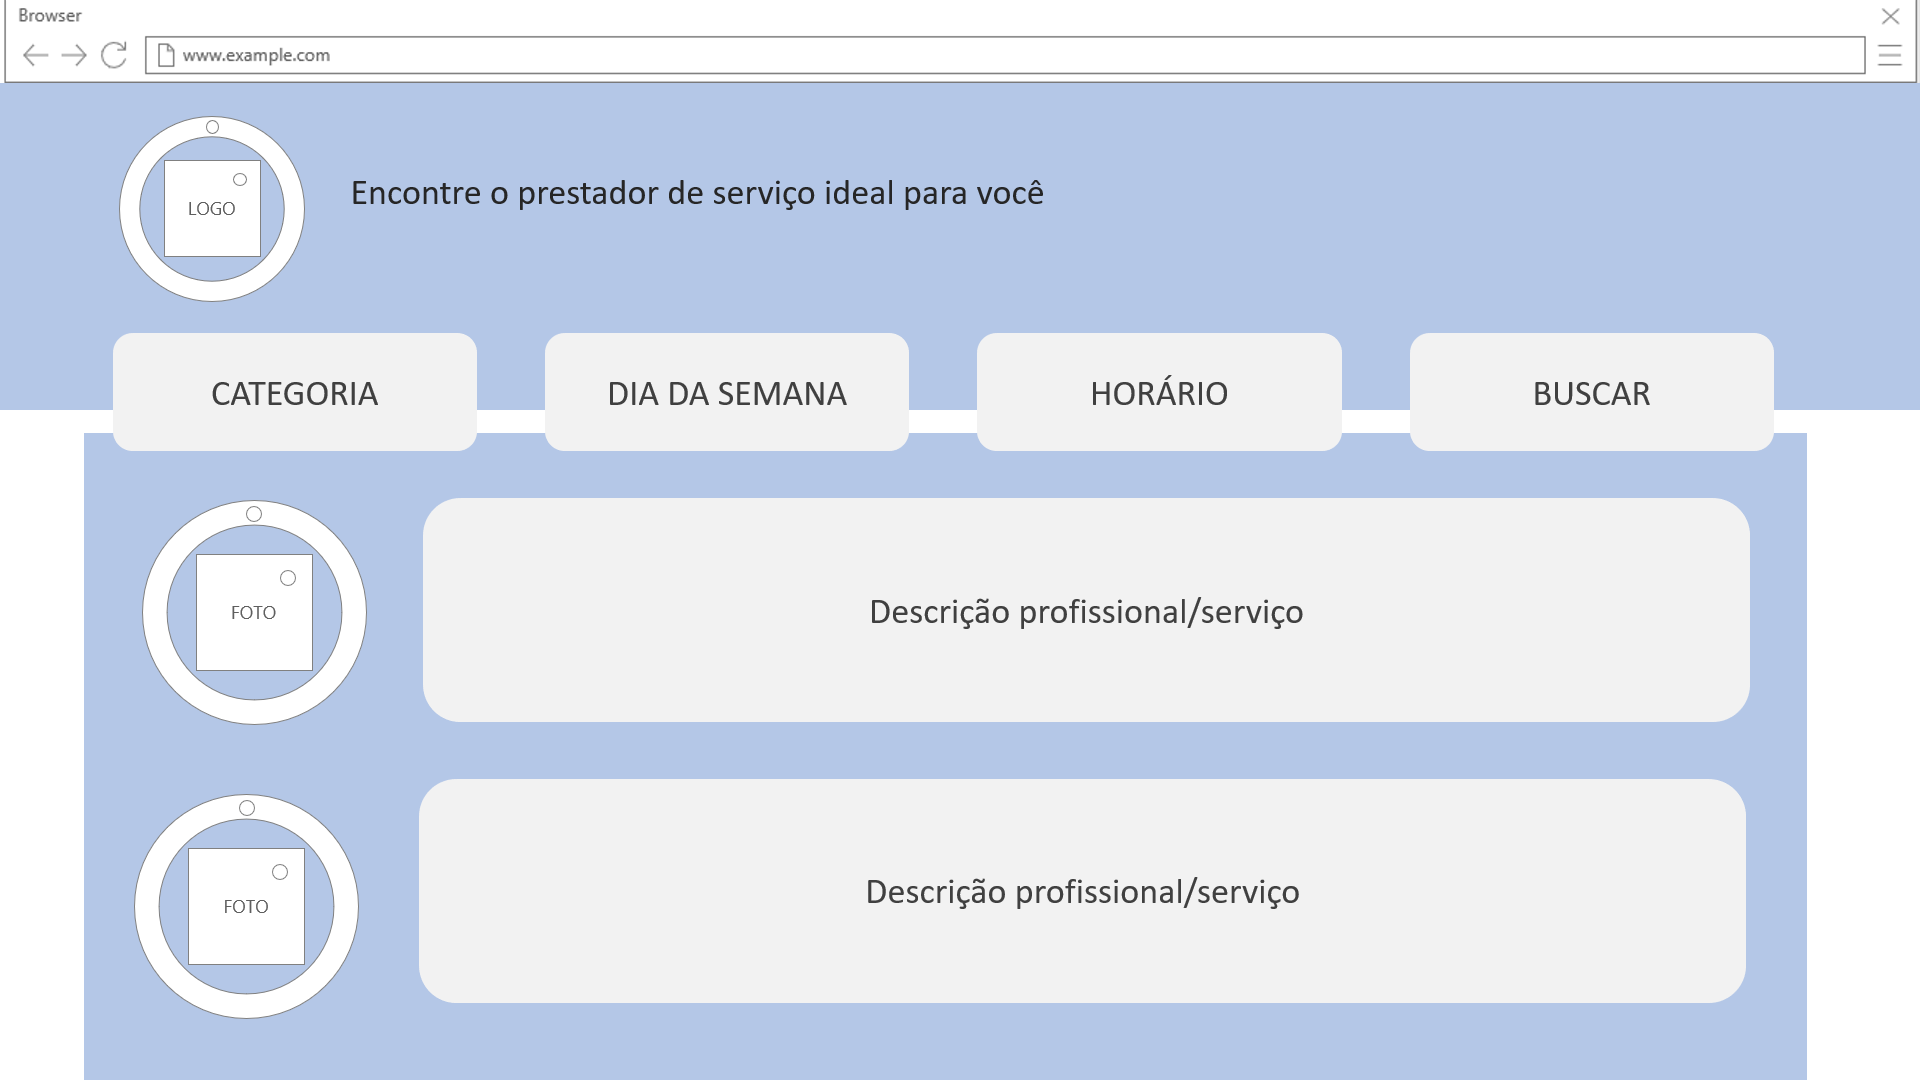 Browser
www.example.com
LOGO
Encontre o prestador de serviço ideal para você
CATEGORIA
DIA DA SEMANA
HORÁRIO
BUSCAR
FOTO
Descrição profissional/serviço
FOTO
Descrição profissional/serviço